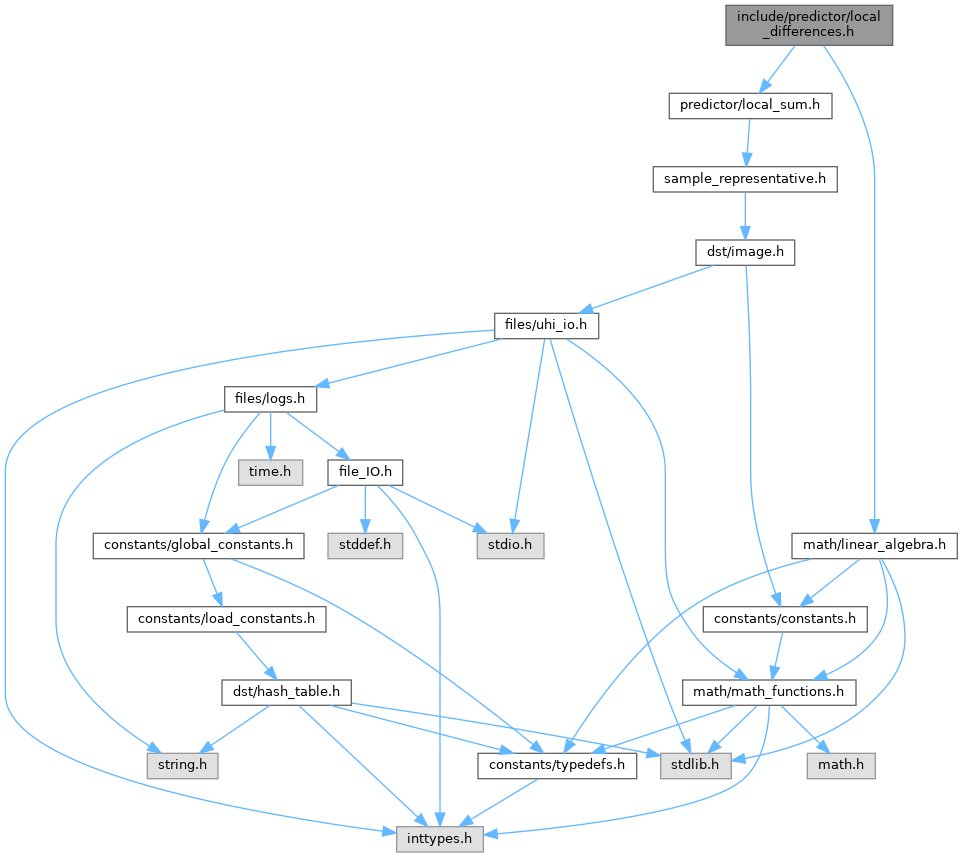 include/predictor/local
_differences.h
predictor/local_sum.h
sample_representative.h
dst/image.h
files/uhi_io.h
files/logs.h
time.h
file_IO.h
constants/global_constants.h
stddef.h
stdio.h
math/linear_algebra.h
constants/load_constants.h
constants/constants.h
dst/hash_table.h
math/math_functions.h
string.h
constants/typedefs.h
stdlib.h
math.h
inttypes.h